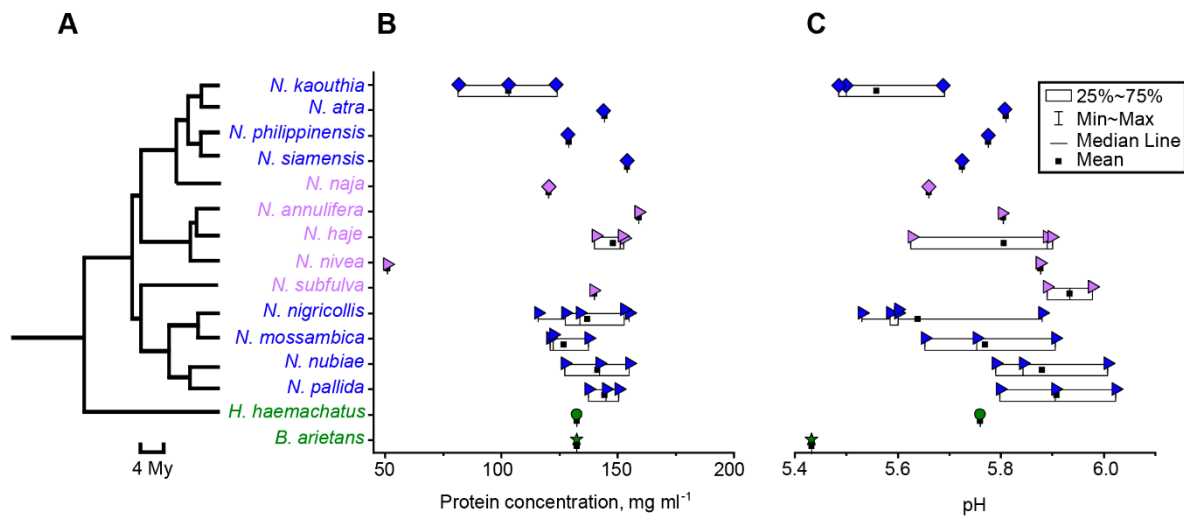 A
B
C
N. kaouthia
N. atra
N. philippinensis
N. siamensis
N. naja
N. annulifera
N. haje
N. nivea
N. subfulva
N. nigricollis
N. mossambica
N. nubiae
N. pallida
H. haemachatus
B. arietans
4 My
50 100 150 200
Protein concentration, mg ml⁻¹
5.4 5.6 5.8 6.0
pH
25%~75%
Min~Max
Median Line
Mean